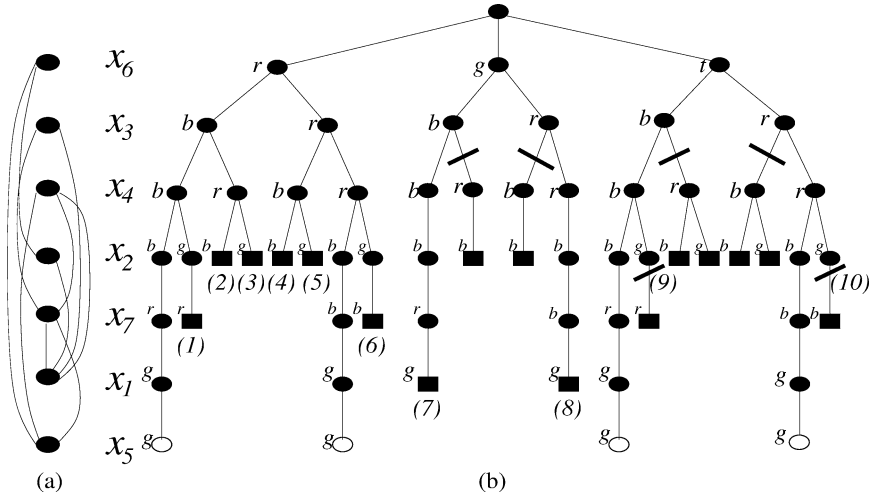 x6 r g t
x3 b r b r b r
x4 b r b r b r b r b r b r
x2 b g b g b g b g b b b b b g b g b g b g
(2) (3) (4) (5) (9) (10)
x7 r r b b r b r r b b
(1) (6)
x1 g g g g g g
(7) (8)
x5 g g g g
(a) (b)